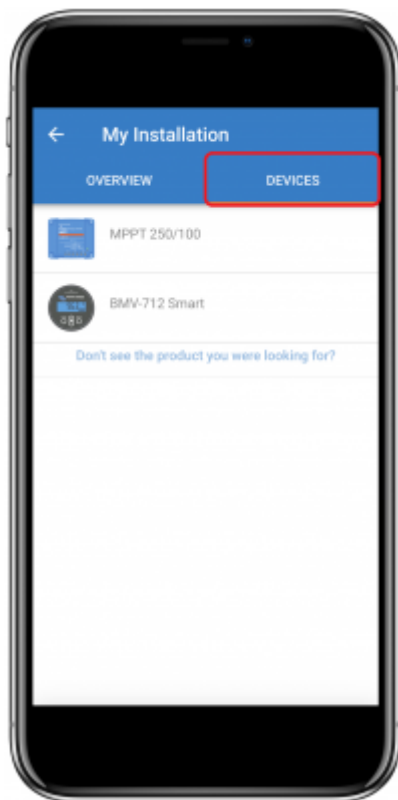 My Installation
OVERVIEW DEVICES
MPPT 250/100
BMV-712 Smart
Don't see the product you were looking for?